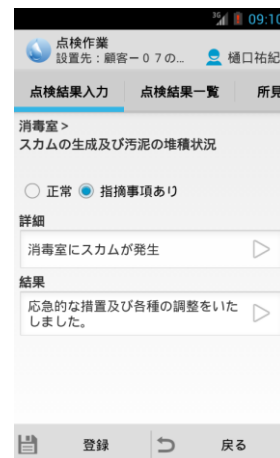 3G 09:10
点検作業
設置先：顧客－０７の... 樋口祐紀
点検結果入力 点検結果一覧 所見
消毒室＞
スカムの生成及び汚泥の堆積状況
正常 指摘事項あり
詳細
消毒室にスカムが発生
結果
応急的な措置及び各種の調整をいた
しました。
登録 戻る